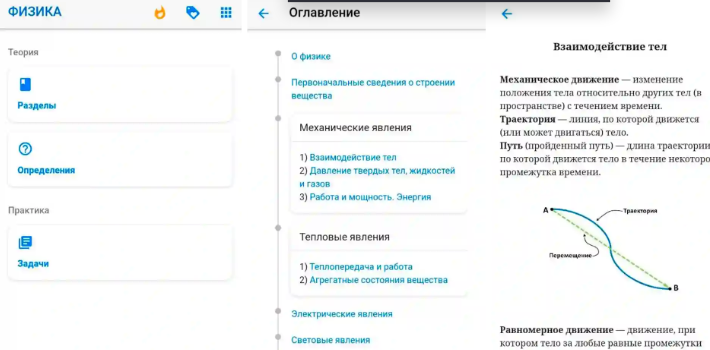 ФИЗИКА
Теория
Разделы
Определения
Практика
Задачи
Оглавление
О физике
Первоначальные сведения о строении
вещества
Механические явления
1) Взаимодействие тел
2) Давление твердых тел, жидкостей
и газов
3) Работа и мощность. Энергия
Тепловые явления
1) Теплопередача и работа
2) Агрегатные состояния вещества
Электрические явления
Световые явления
Взаимодействие тел
Механическое движение — изменение
положения тела относительно других тел (в
пространстве) с течением времени.
Траектория — линия, по которой движется
(или может двигаться) тело.
Путь (пройденный путь) — длина траектории
по которой движется тело в течение некоторо
промежутка времени.
A
Траектория
Перемещение
B
Равномерное движение — движение, при
котором тело за любые равные промежутки